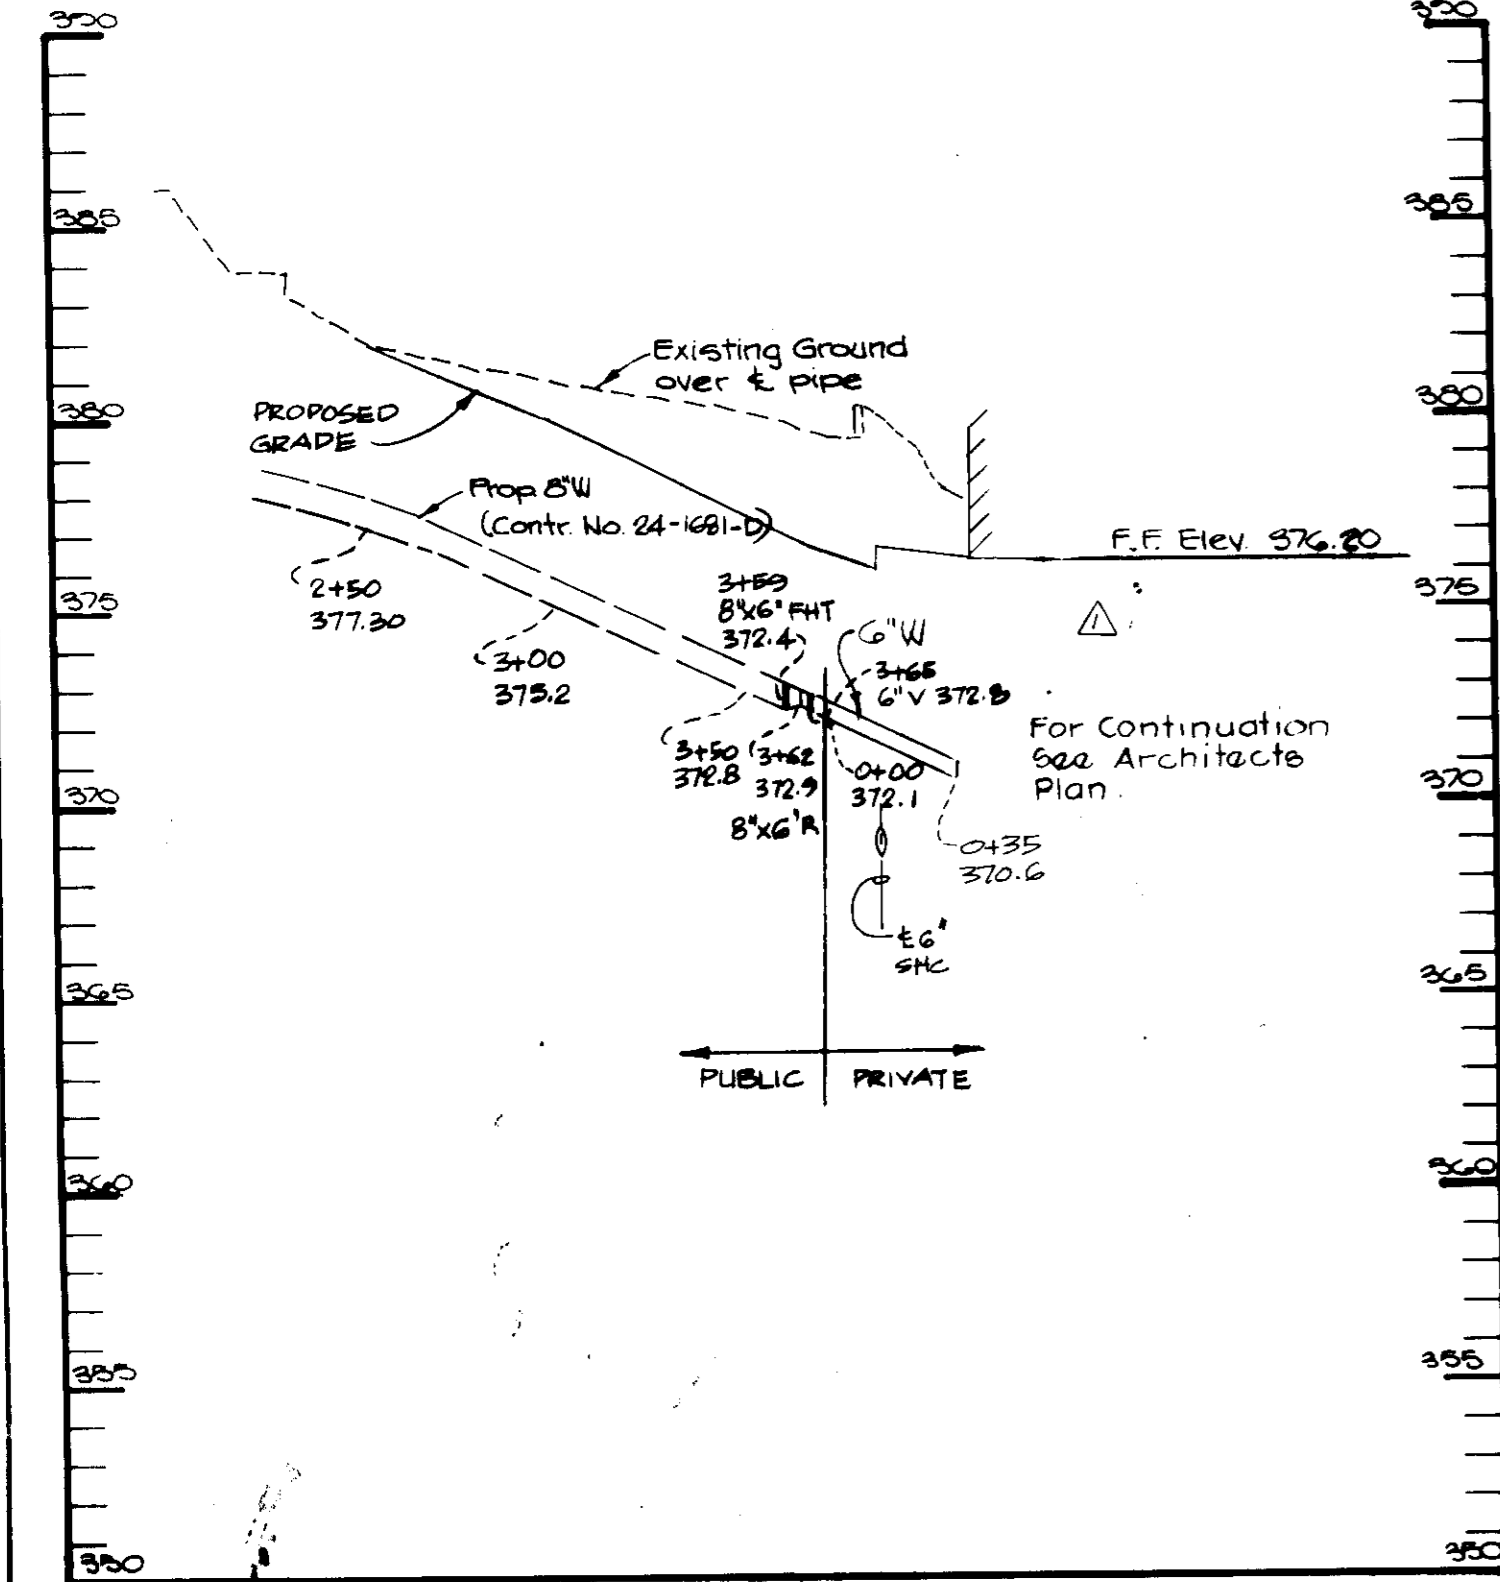 390
390
385
385
Existing Ground
over ℄ pipe
380
380
PROPOSED
GRADE
Prop. 8"W
(Contr. No. 24-1681-D)
F.F. Elev. 376.20
375
375
2+50
377.30
3+59
8"x6" FHT
372.4
6"W
1
3+00
375.2
3+65
6" V 372.3
For Continuation
See Architects
Plan.
3+50
372.8
3+62
372.9
8"x6"R
0+00
372.1
370
370
0+35
370.6
℄6"
SHC
365
365
PUBLIC
PRIVATE
360
360
355
355
350
350